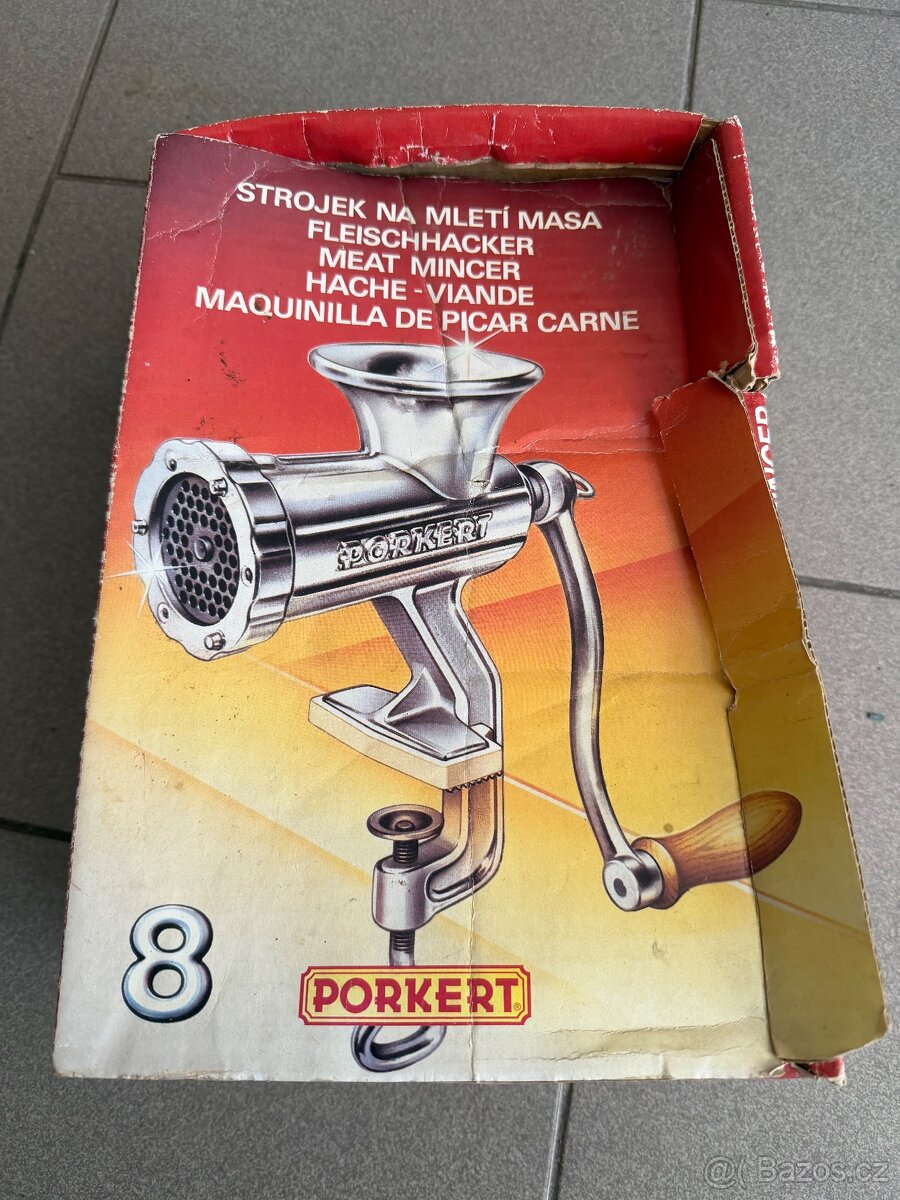 STROJEK NA MLETÍ MASA
FLEISCHHACKER
MEAT MINCER
HACHE-VIANDE
MAQUINILLA DE PICAR CARNE
PORKERT
8
PORKERT®
@ Bazos.cz